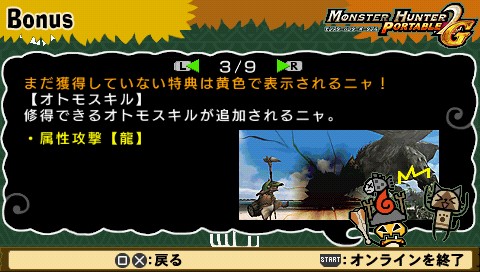 Bonus
MONSTER HUNTER
PORTABLE 2nd G
L 3/9 R
まだ獲得していない特典は黄色で表示されるニャ！
【オトモスキル】
修得できるオトモスキルが追加されるニャ。
・属性攻撃【龍】
:戻る
START:オンラインを終了